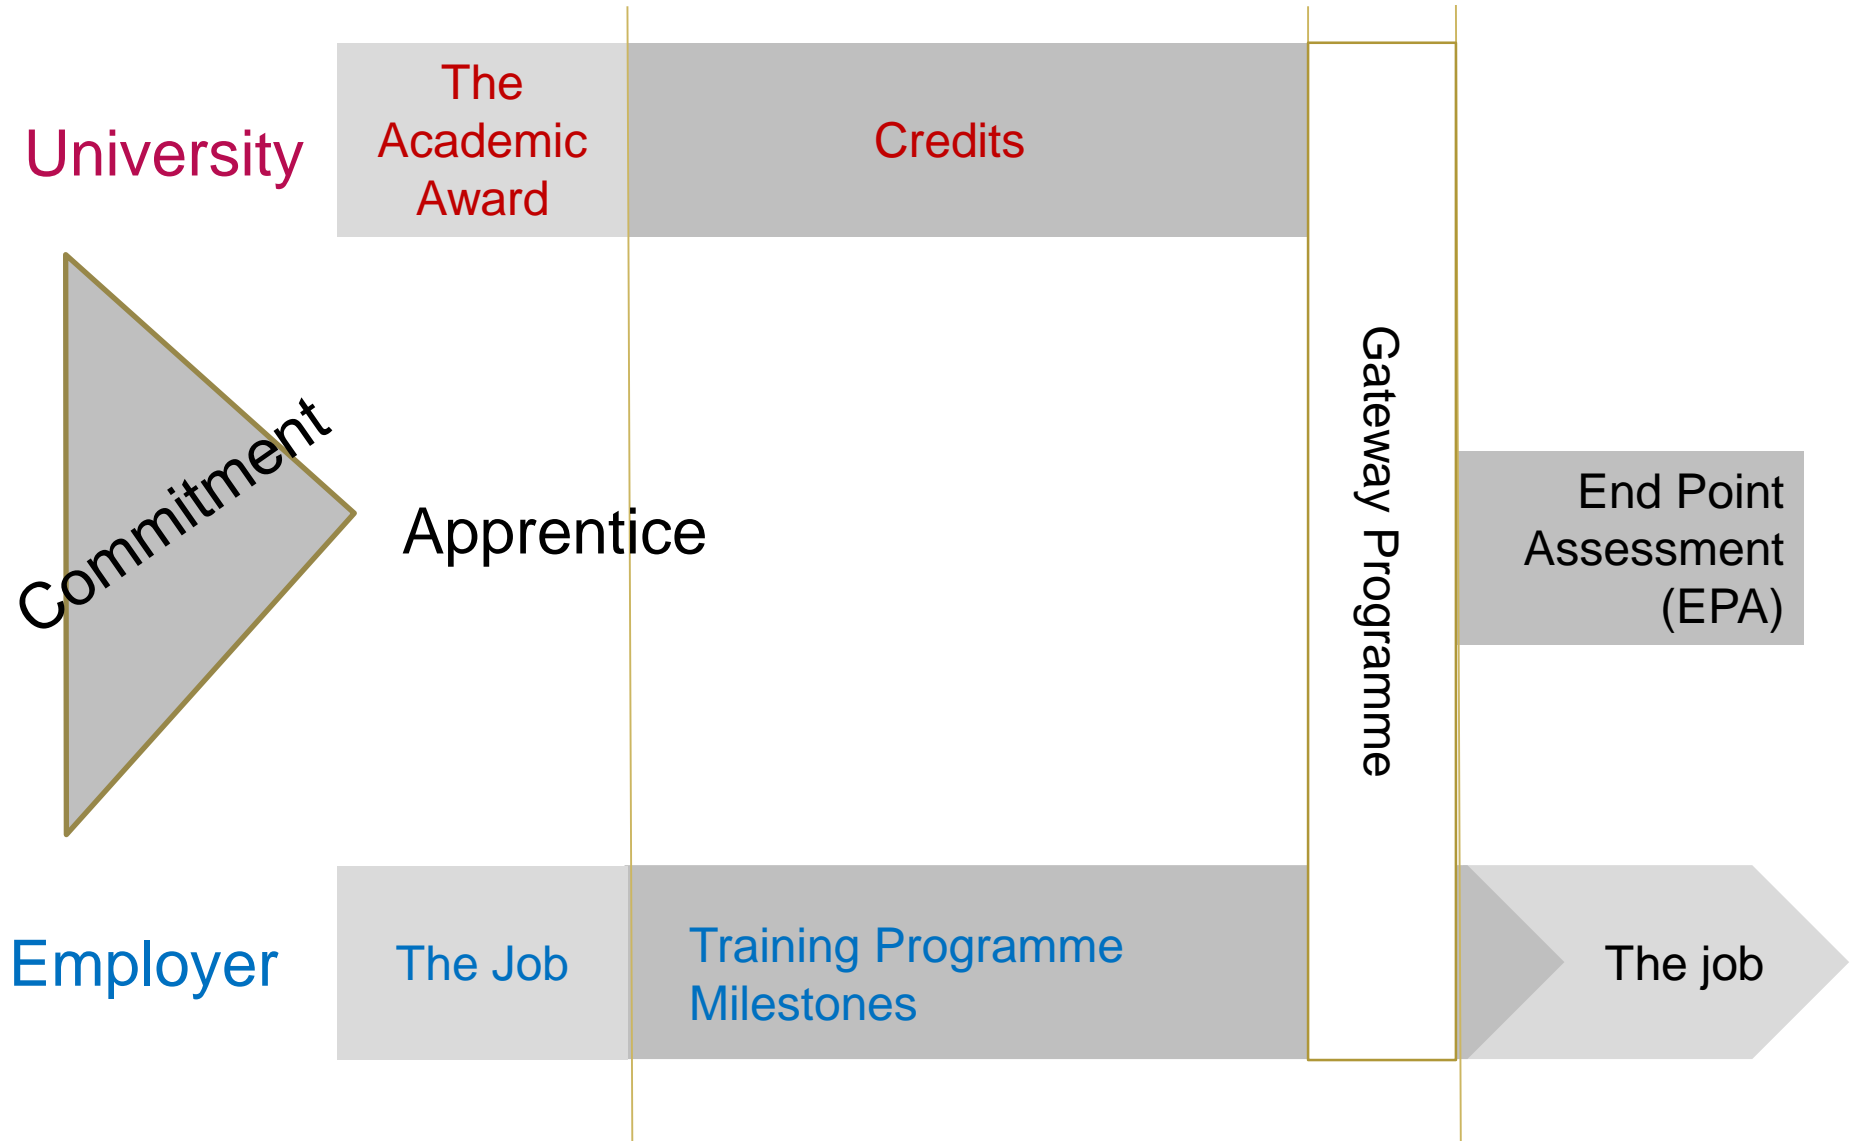 University
The
Academic
Award
Credits
Commitment
Apprentice
Gateway Programme
End Point
Assessment
(EPA)
Employer
The Job
Training Programme
Milestones
The job